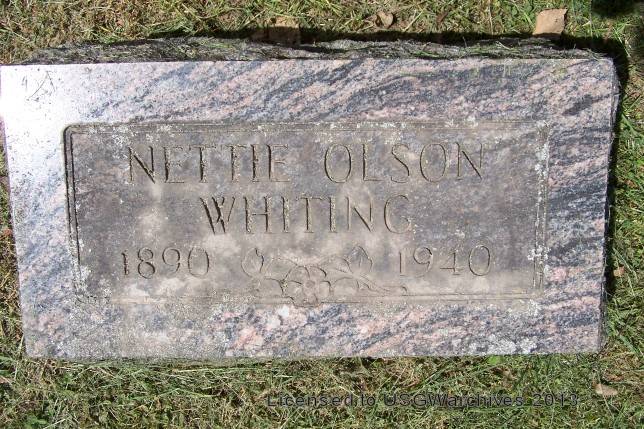 NETTIE OLSON
WHITING
1890 1940
Licensed to USGWarchives 2013